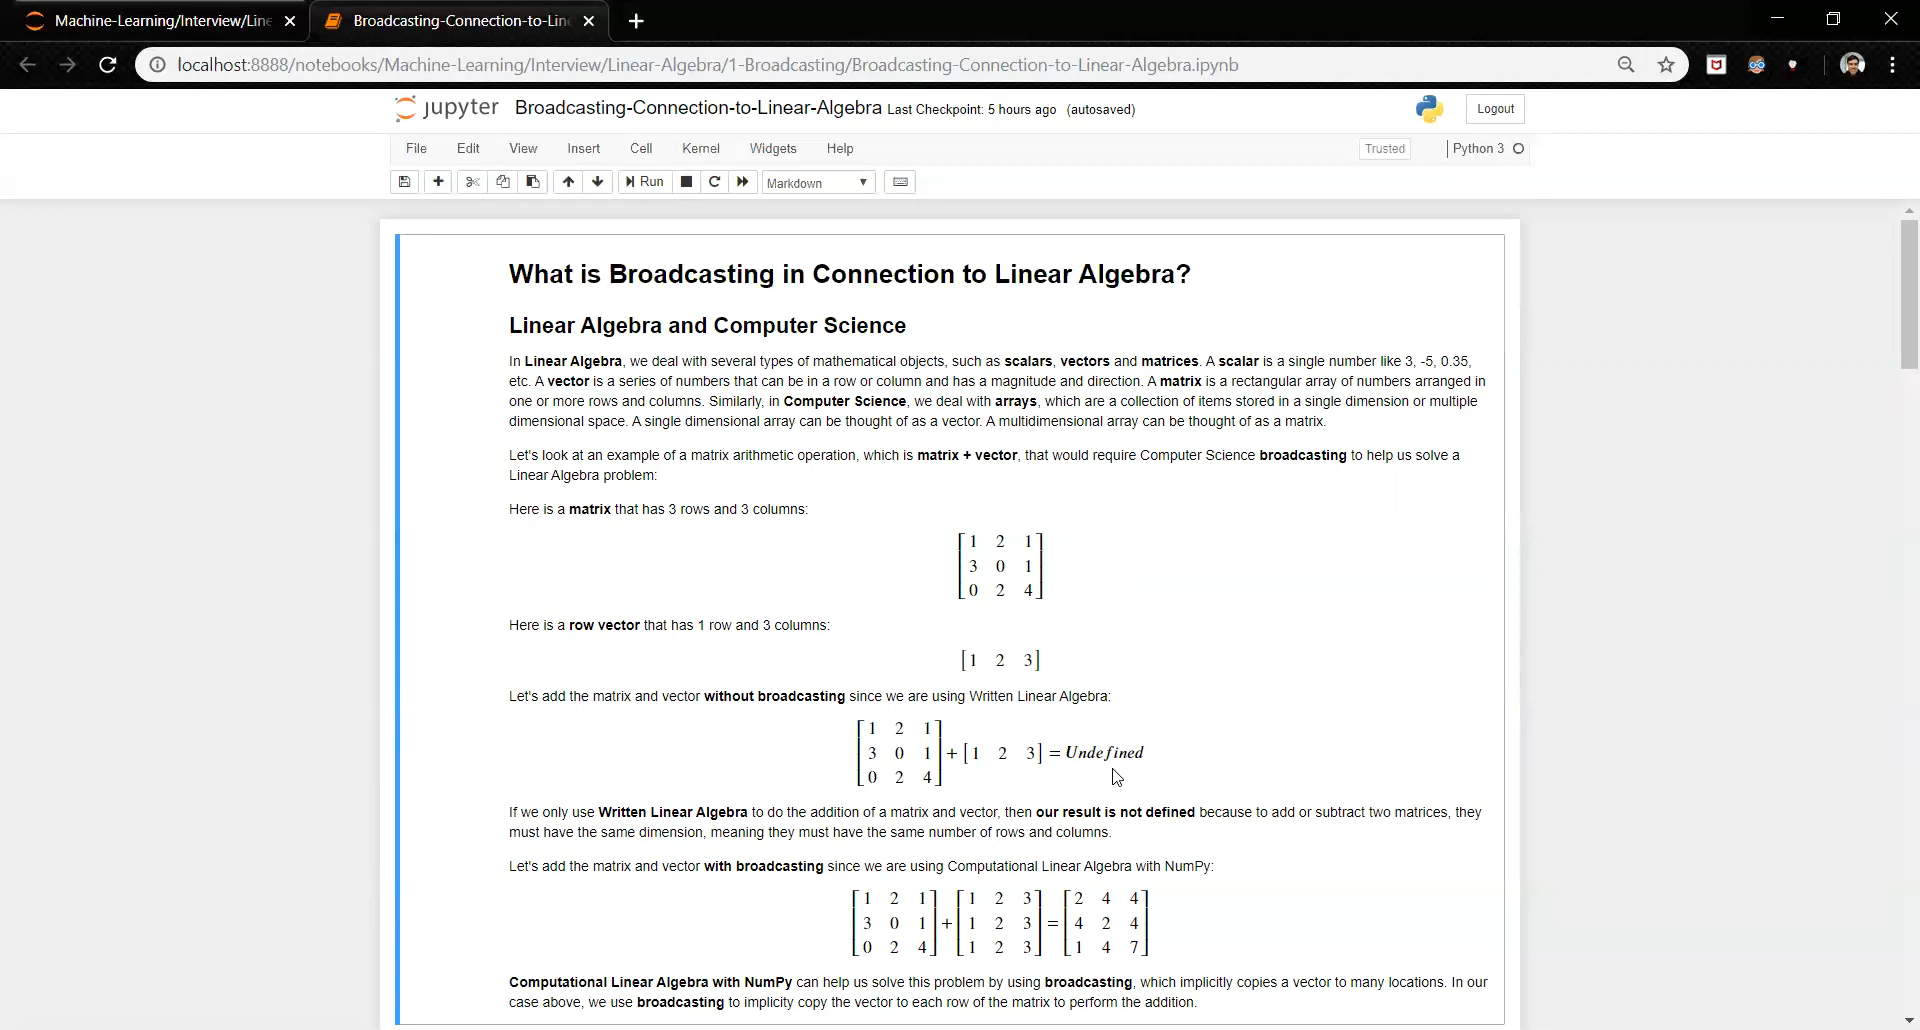 Machine-Learning/Interview/Line
Broadcasting-Connection-to-Line
localhost:8888/notebooks/Machine-Learning/Interview/Linear-Algebra/1-Broadcasting/Broadcasting-Connection-to-Linear-Algebra.ipynb
jupyter Broadcasting-Connection-to-Linear-Algebra Last Checkpoint: 5 hours ago (autosaved) Logout
File Edit View Insert Cell Kernel Widgets Help Trusted Python 3
Run Markdown
What is Broadcasting in Connection to Linear Algebra?
Linear Algebra and Computer Science
In Linear Algebra, we deal with several types of mathematical objects, such as scalars, vectors and matrices. A scalar is a single number like 3, -5, 0.35,
etc. A vector is a series of numbers that can be in a row or column and has a magnitude and direction. A matrix is a rectangular array of numbers arranged in
one or more rows and columns. Similarly, in Computer Science, we deal with arrays, which are a collection of items stored in a single dimension or multiple
dimensional space. A single dimensional array can be thought of as a vector. A multidimensional array can be thought of as a matrix.
Let's look at an example of a matrix arithmetic operation, which is matrix + vector, that would require Computer Science broadcasting to help us solve a
Linear Algebra problem:
Here is a matrix that has 3 rows and 3 columns:
1 2 1
3 0 1
0 2 4
Here is a row vector that has 1 row and 3 columns:
[1 2 3]
Let's add the matrix and vector without broadcasting since we are using Written Linear Algebra:
1 2 1
3 0 1 + [1 2 3] = Undefined
0 2 4
If we only use Written Linear Algebra to do the addition of a matrix and vector, then our result is not defined because to add or subtract two matrices, they
must have the same dimension, meaning they must have the same number of rows and columns.
Let's add the matrix and vector with broadcasting since we are using Computational Linear Algebra with NumPy:
1 2 1 1 2 3 2 4 4
3 0 1 + 1 2 3 = 4 2 4
0 2 4 1 2 3 1 4 7
Computational Linear Algebra with NumPy can help us solve this problem by using broadcasting, which implicitly copies a vector to many locations. In our
case above, we use broadcasting to implicity copy the vector to each row of the matrix to perform the addition.